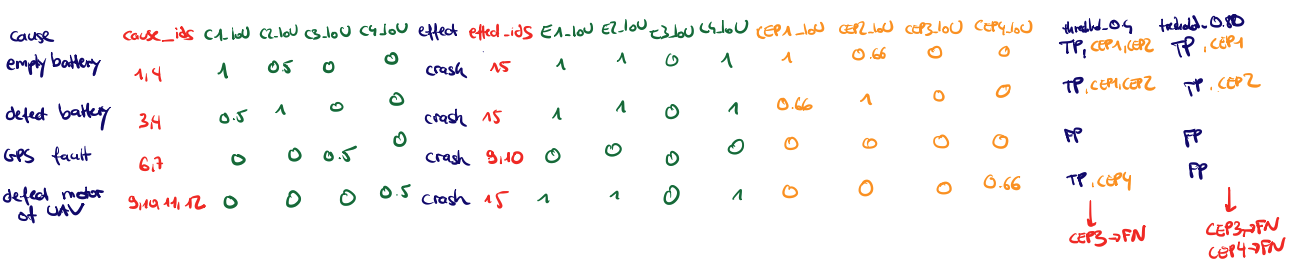 cause cause_ids C1_IoU C2_IoU C3_IoU C4_IoU effect effect_ids E1_IoU E2_IoU E3_IoU E4_IoU CEP1_IoU CEP2_IoU CEP3_IoU CEP4_IoU threshold_0.4 threshold_0.80
empty battery 1,4 1 0.5 0 0 crash 15 1 1 0 1 1 0.66 0 0 TP, CEP1, CEP2 TP, CEP1
defect battery 3,4 0.5 1 0 0 crash 15 1 1 0 1 0.66 1 0 0 TP, CEP1, CEP2 TP, CEP2
GPS fault 6,7 0 0 0.5 0 crash 9,10 0 0 0 0 0 0 0 0 FP FP
defect motor 9,10,11,12 0 0 0 0.5 crash 15 1 1 0 1 0 0 0 0.66 TP, CEP4 FP
of UAV
CEP3→FN CEP3→FN
CEP4→FN